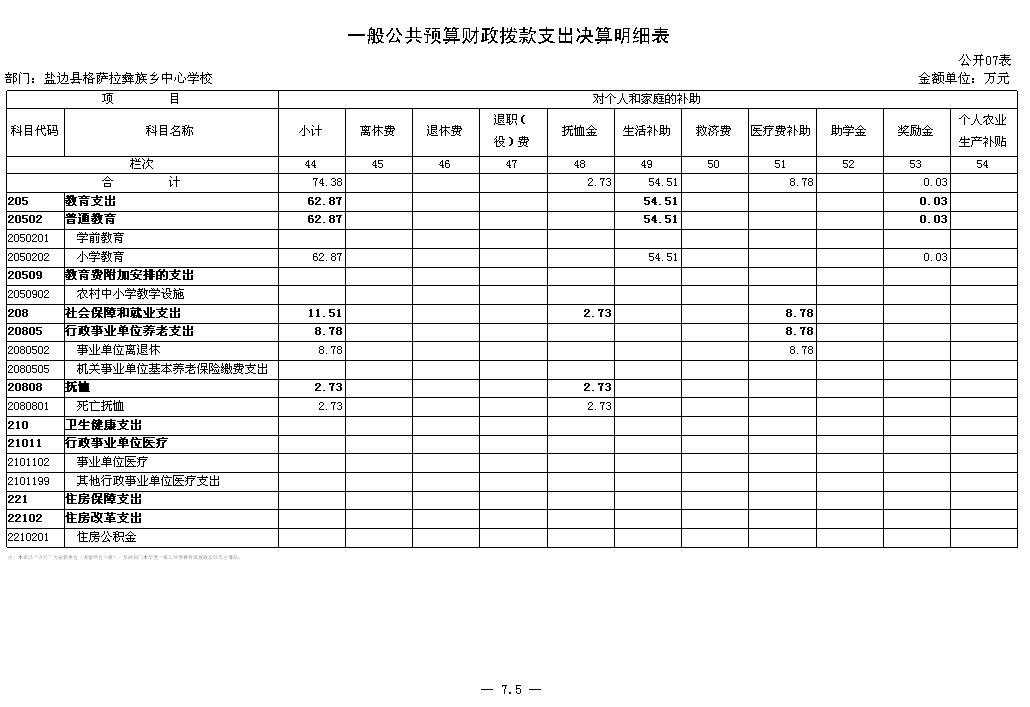 一般公共预算财政拨款支出决算明细表
公开07表
部门：盐边县格萨拉彝族乡中心学校 金额单位：万元
项 目 对个人和家庭的补助
科目代码 科目名称 小计 离休费 退休费 退职（役）费 抚恤金 生活补助 救济费 医疗费补助 助学金 奖励金 个人农业生产补贴
栏次 44 45 46 47 48 49 50 51 52 53 54
合 计 74.38 2.73 54.51 8.78 0.03
205 教育支出 62.87 54.51 0.03
20502 普通教育 62.87 54.51 0.03
2050201 学前教育
2050202 小学教育 62.87 54.51 0.03
20509 教育费附加安排的支出
2050902 农村中小学教学设施
208 社会保障和就业支出 11.51 2.73 8.78
20805 行政事业单位养老支出 8.78 8.78
2080502 事业单位离退休 8.78 8.78
2080505 机关事业单位基本养老保险缴费支出
20808 抚恤 2.73 2.73
2080801 死亡抚恤 2.73 2.73
210 卫生健康支出
21011 行政事业单位医疗
2101102 事业单位医疗
2101199 其他行政事业单位医疗支出
221 住房保障支出
22102 住房改革支出
2210201 住房公积金
— 7.5 —